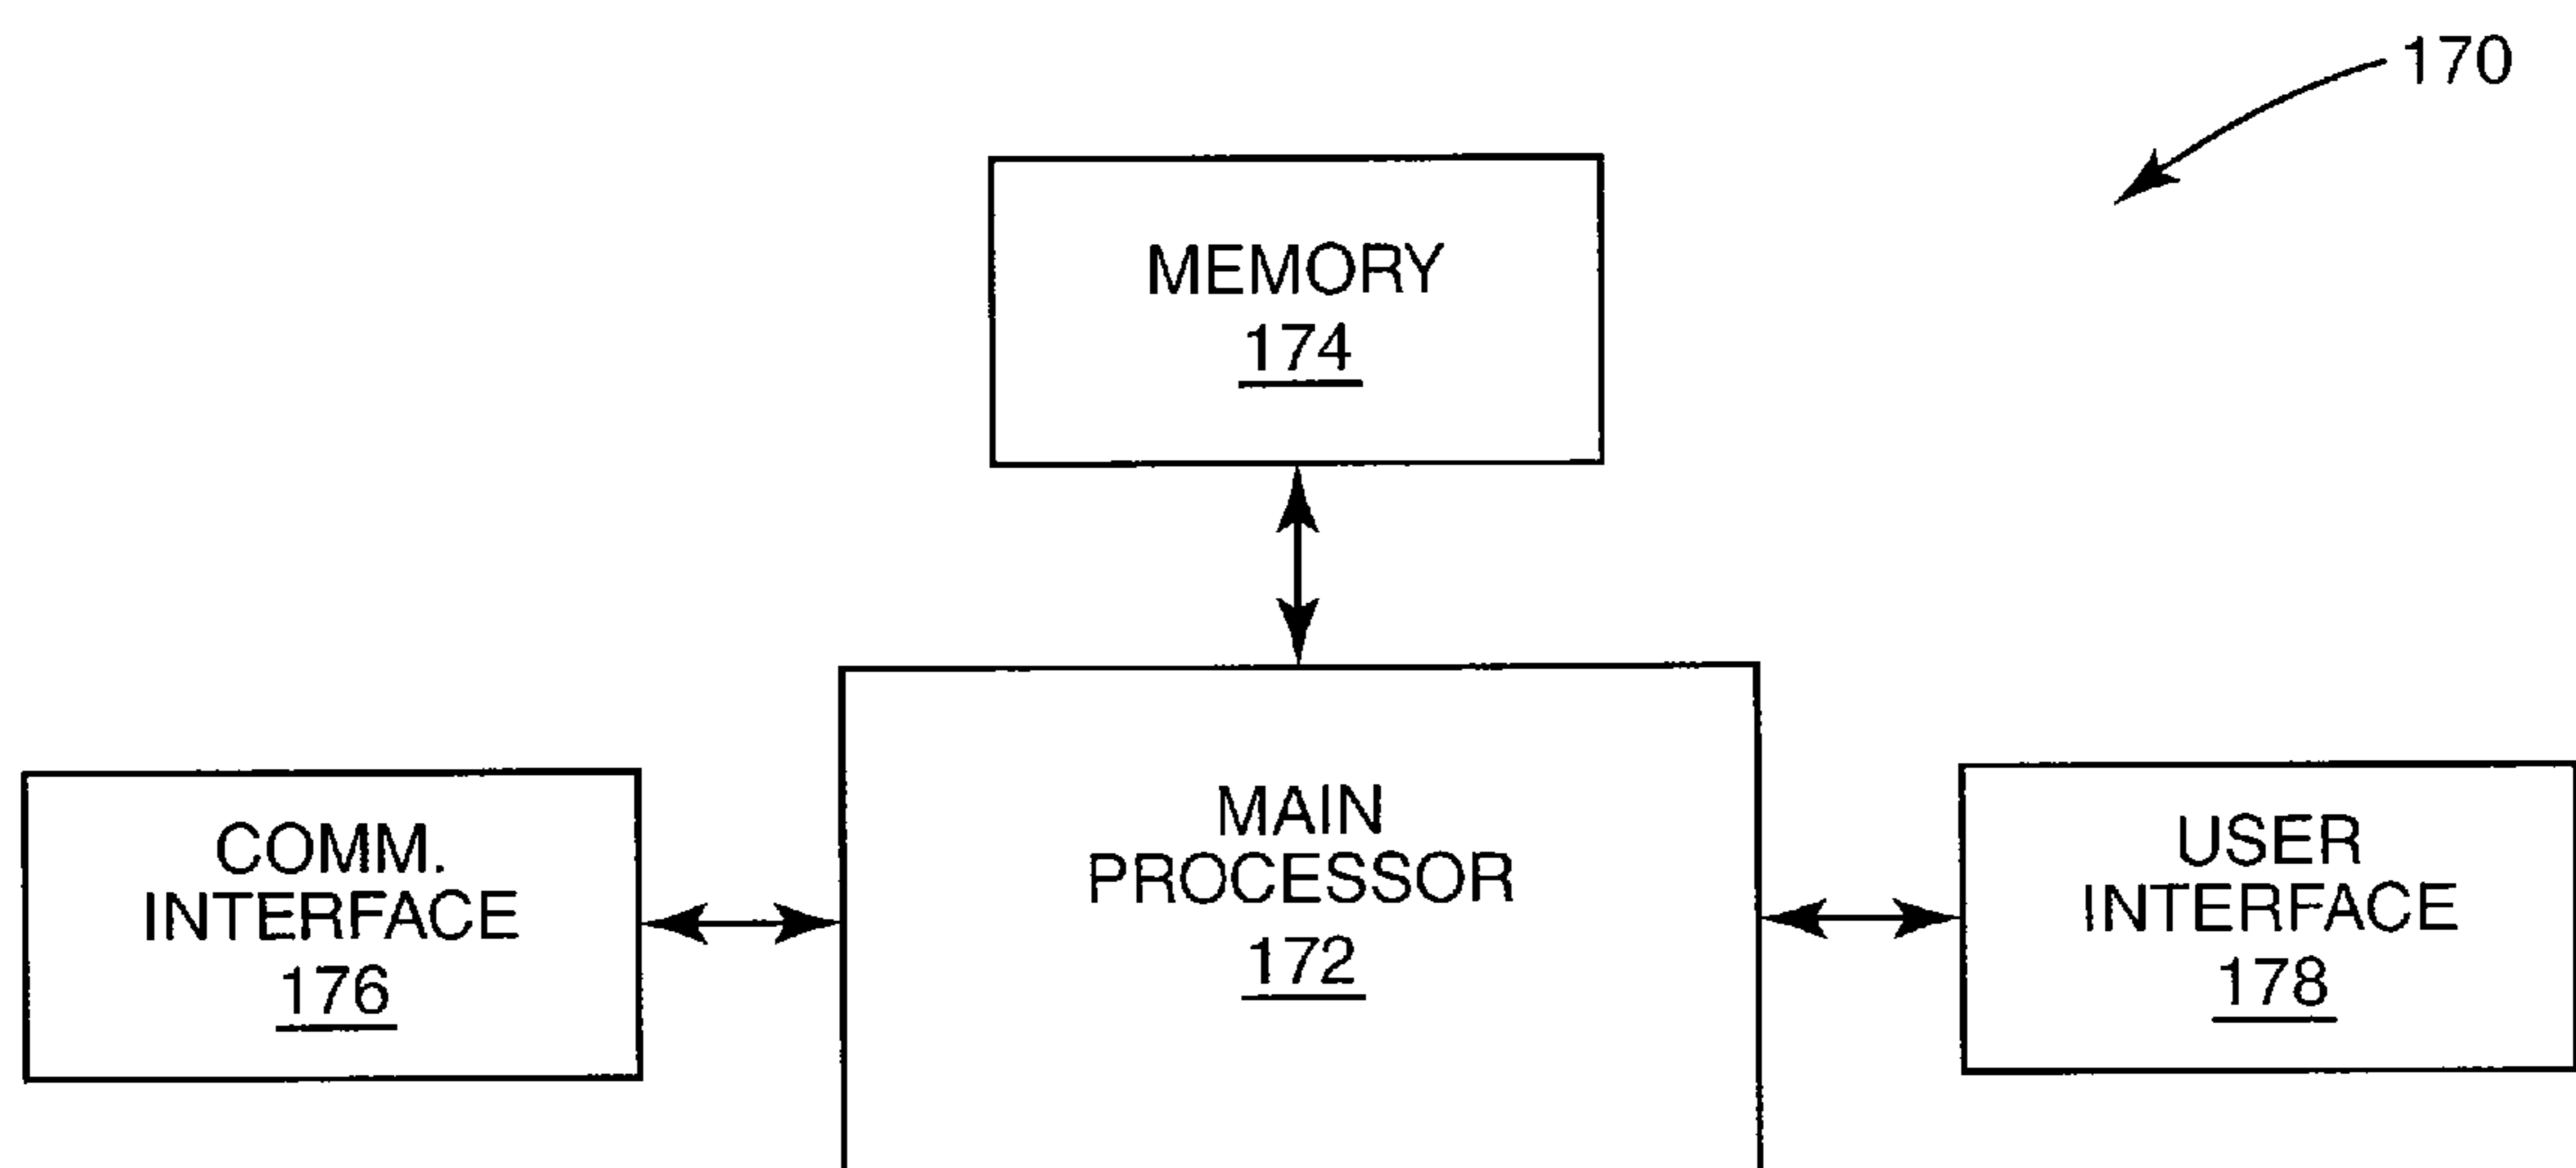 170
MEMORY
174
MAIN
PROCESSOR
172
COMM.
INTERFACE
176
USER
INTERFACE
178